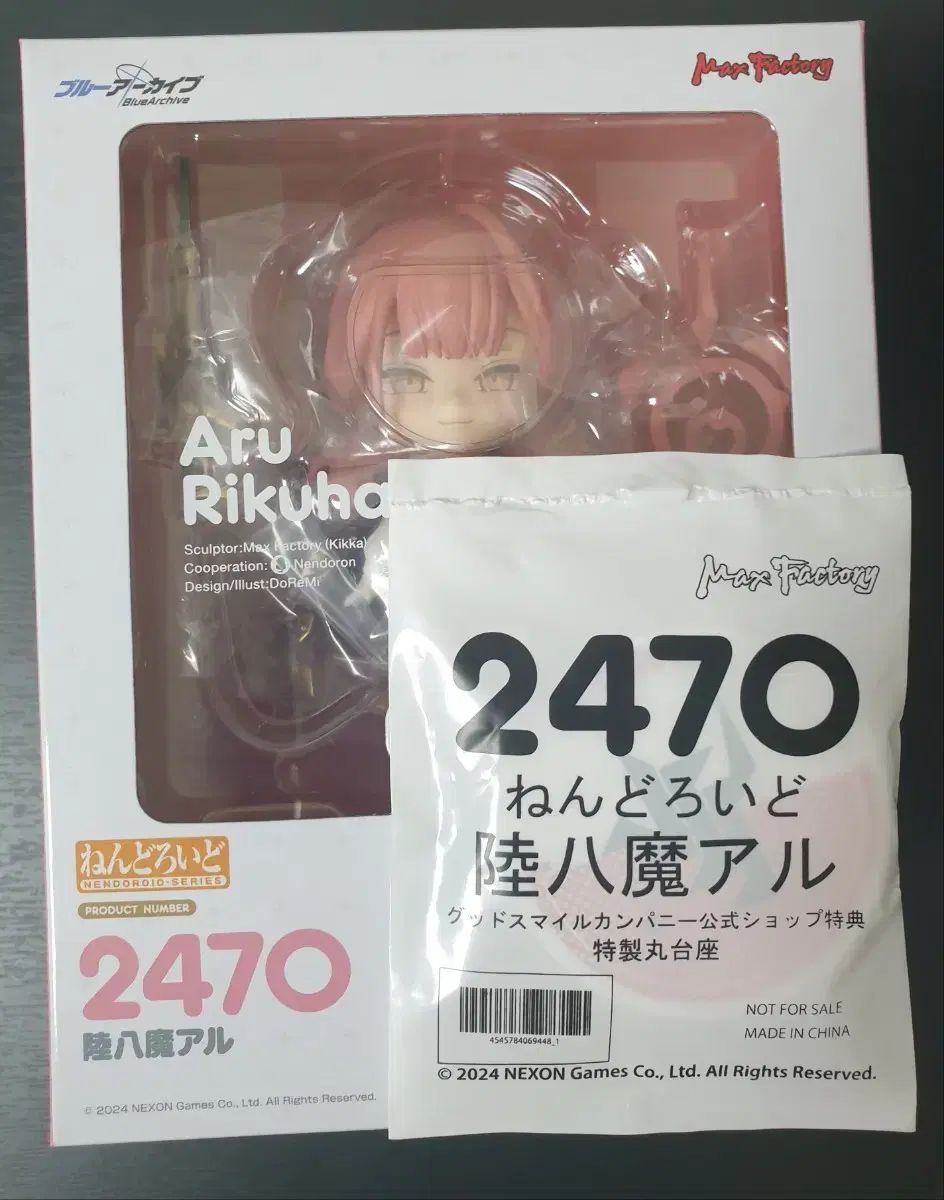 ブルーアーカイブ
BlueArchive
Max Factory
Aru
Rikuha
Sculptor:Max Factory (Kikka)
Cooperation: Nendoron
Design/Illust:DoReMi
ねんどろいど
NENDOROID SERIES
PRODUCT NUMBER
2470
陸八魔アル
© 2024 NEXON Games Co., Ltd. All Rights Reserved.
Max Factory
2470
ねんどろいど
陸八魔アル
グッドスマイルカンパニー公式ショップ特典
特製丸台座
4545784069448_1
NOT FOR SALE
MADE IN CHINA
© 2024 NEXON Games Co., Ltd. All Rights Reserved.